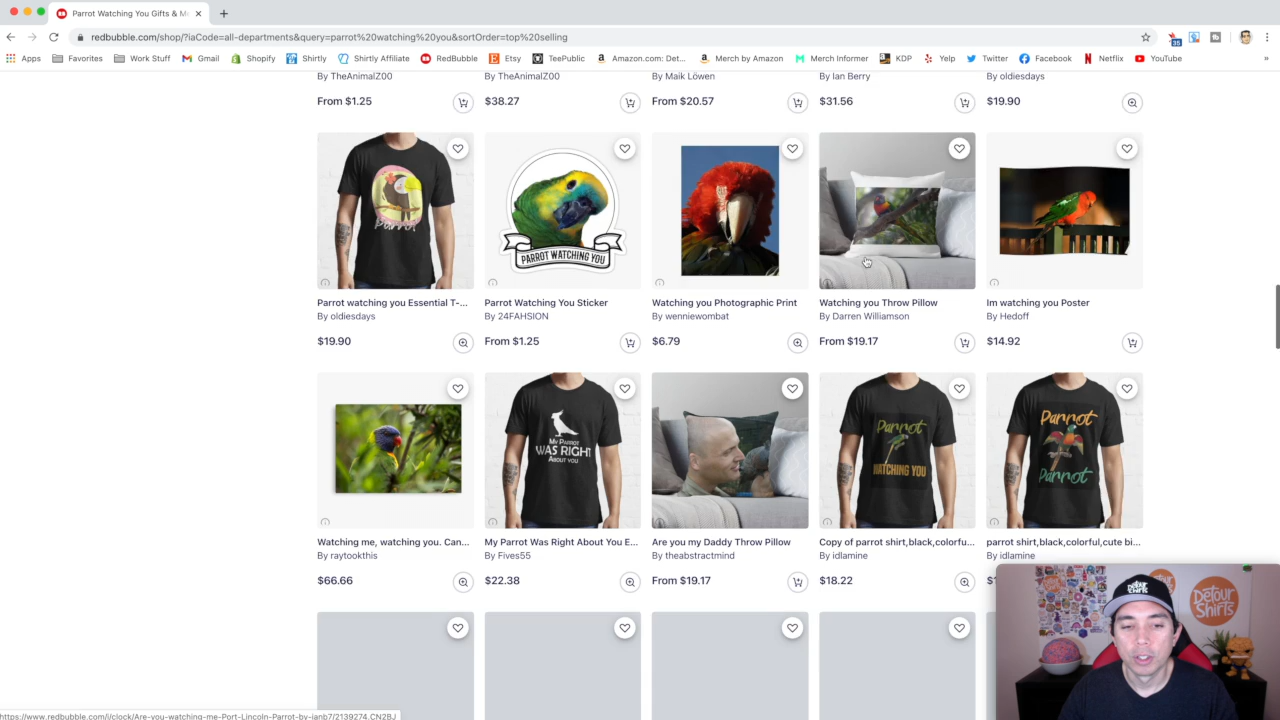 Parrot Watching You Gifts & Me
redbubble.com/shop/?iaCode=all-departments&query=parrot%20watching%20you&sortOrder=top%20selling
Apps Favorites Work Stuff Gmail Shopify Shirtly Shirtly Affiliate RedBubble Etsy TeePublic Amazon.com: Det... Merch by Amazon Merch Informer KDP Yelp Twitter Facebook Netflix YouTube »
By TheAnimalZ00 By TheAnimalZ00 By Maik Löwen By Ian Berry By oldiesdays
From $1.25 $38.27 From $20.57 $31.56 $19.90
Parrot
PARROT WATCHING YOU
Parrot watching you Essential T-... Parrot Watching You Sticker Watching you Photographic Print Watching you Throw Pillow Im watching you Poster
By oldiesdays By 24FAHSION By wenniewombat By Darren Williamson By Hedoff
$19.90 From $1.25 $6.79 From $19.17 $14.92
MY PARROT
WAS RIGHT
ABOUT YOU
Parrot
WATCHING YOU
Parrot
Parrot
Watching me, watching you. Can... My Parrot Was Right About You E... Are you my Daddy Throw Pillow Copy of parrot shirt,black,colorfu... parrot shirt,black,colorful,cute bi...
By raytookthis By Fives55 By theabstractmind By idlamine By idlamine
$66.66 $22.38 From $19.17 $18.22
DETOUR
SHIRTS
DETOUR
SHIRTS
https://www.redbubble.com/i/clock/Are-you-watching-me-Port-Lincoln-Parrot-by-ianb7/2139274.CN2BJ